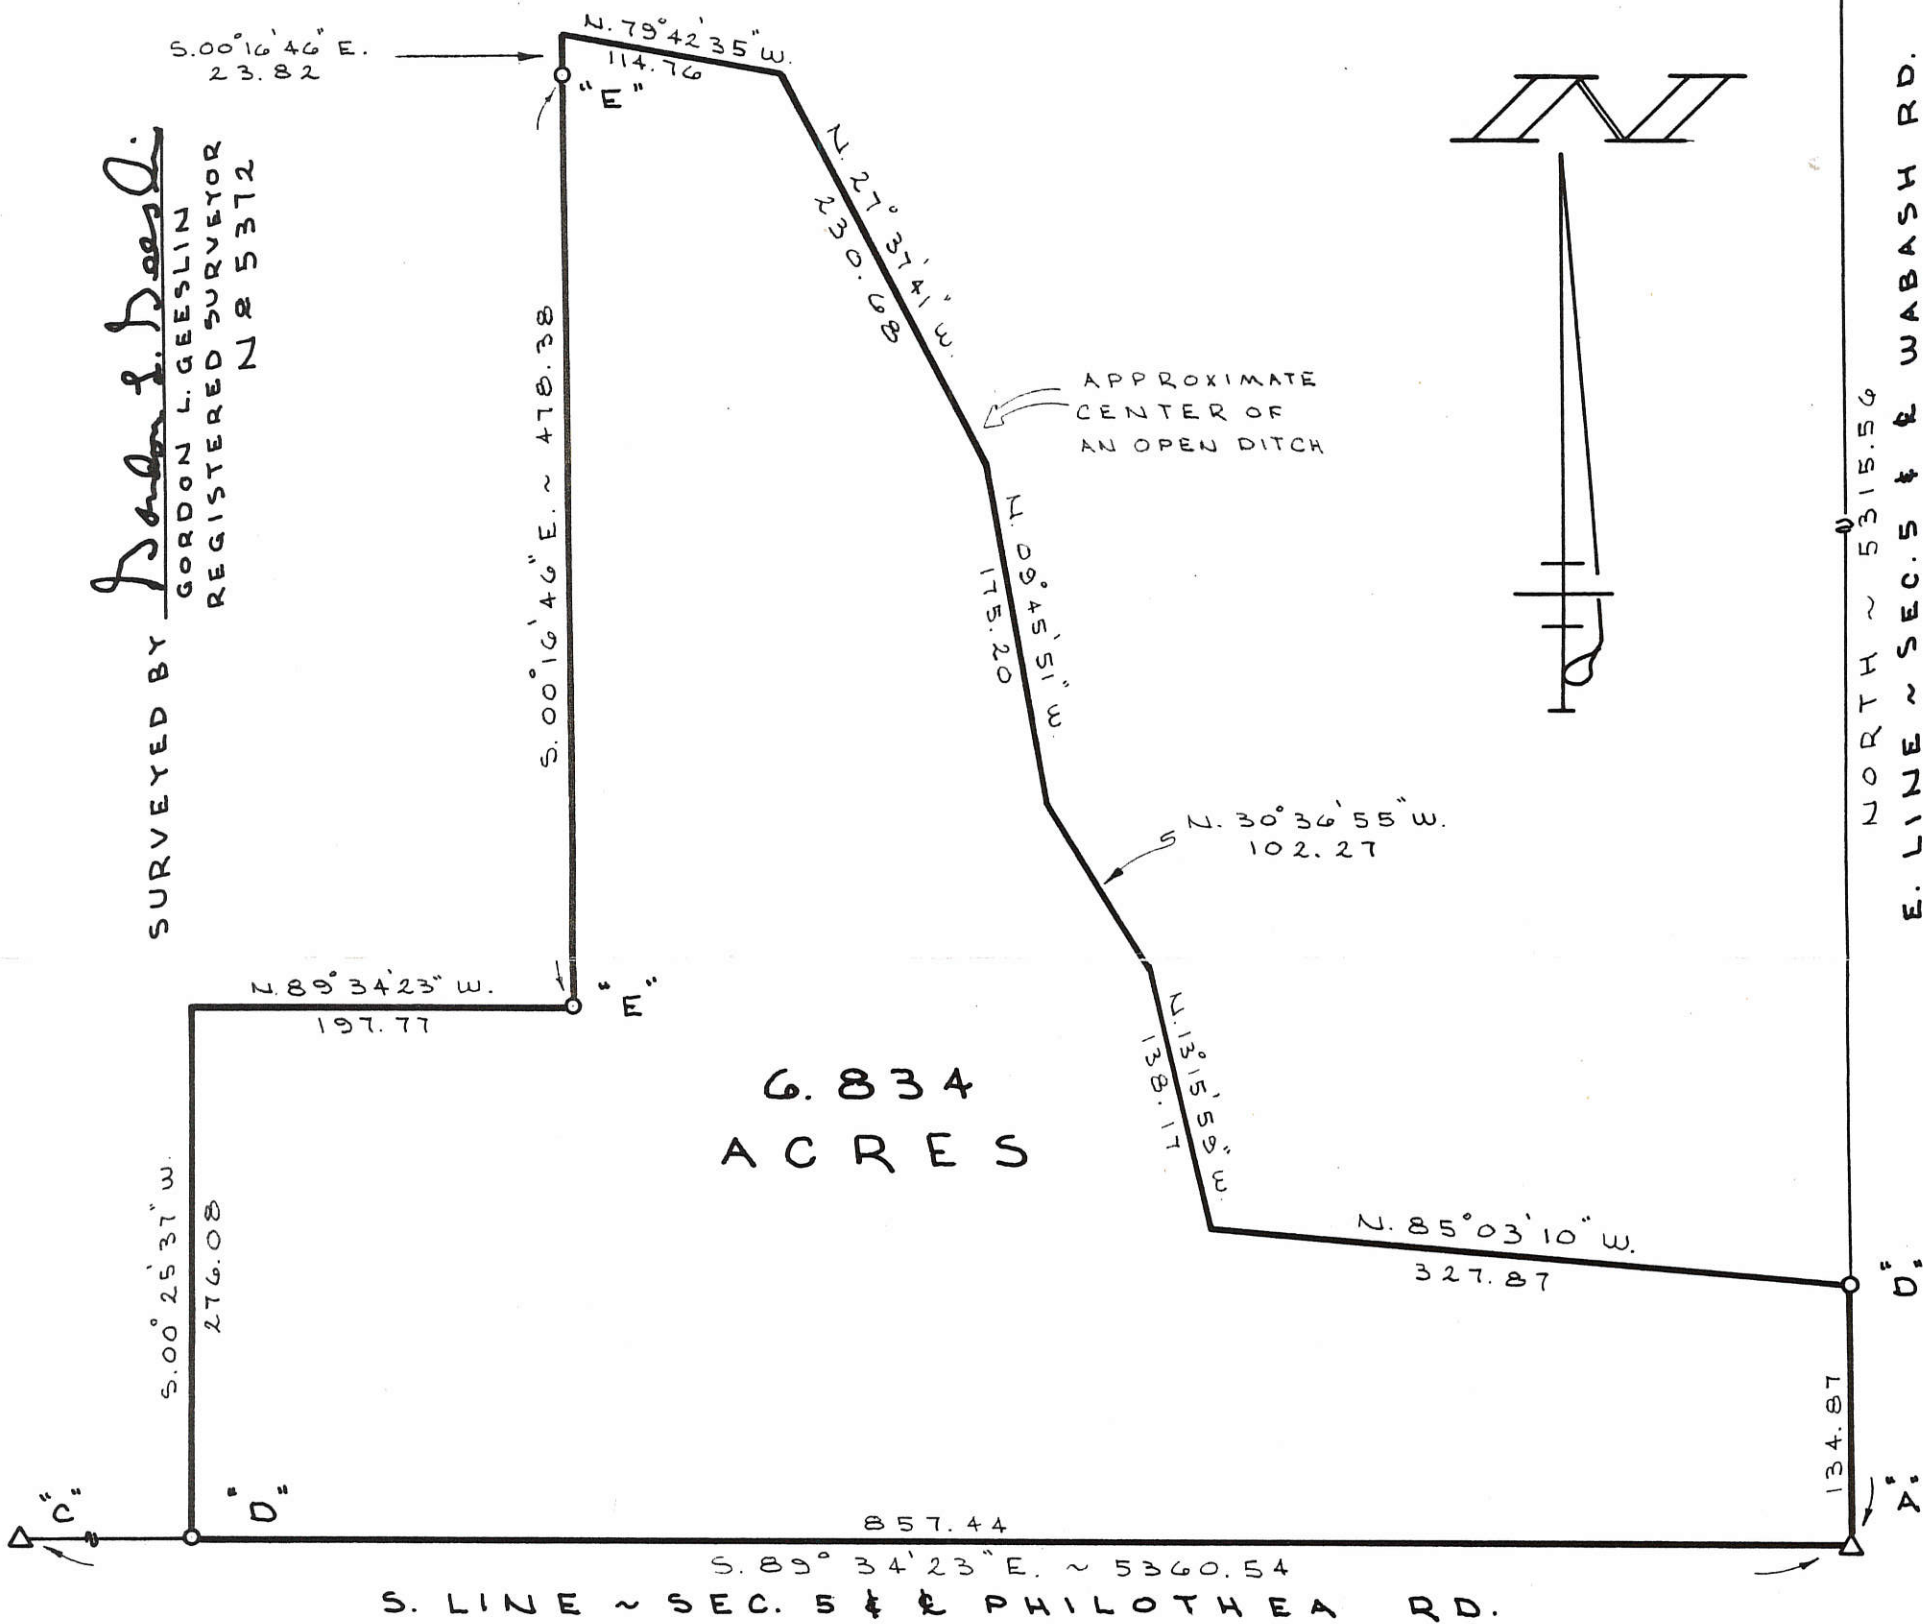 S.00°16'46" E.
23.82
N.79°42'35"W.
114.76
"E"
N
N. 27° 37' 41" W.
230.68
SURVEYED BY
GORDON L. GEESLIN
REGISTERED SURVEYOR
Nº 5372
S.00°16'46" E. ~ 478.38
APPROXIMATE
CENTER OF
AN OPEN DITCH
N. 09° 45' 51" W.
175.20
N. 30°36'55" W.
102.27
NORTH ~ 5315.56
E. LINE ~ SEC. 5 & ℄ WABASH RD.
N.89°34'23" W.
197.77
"E"
6.834
ACRES
N.13°15'59" W.
138.17
N. 85°03'10" W.
327.87
"D"
S.00°25'37" W.
276.08
134.87
"A"
"C"
"D"
857.44
S.89°34'23"E. ~ 5360.54
S. LINE ~ SEC. 5 & ℄ PHILOTHEA RD.